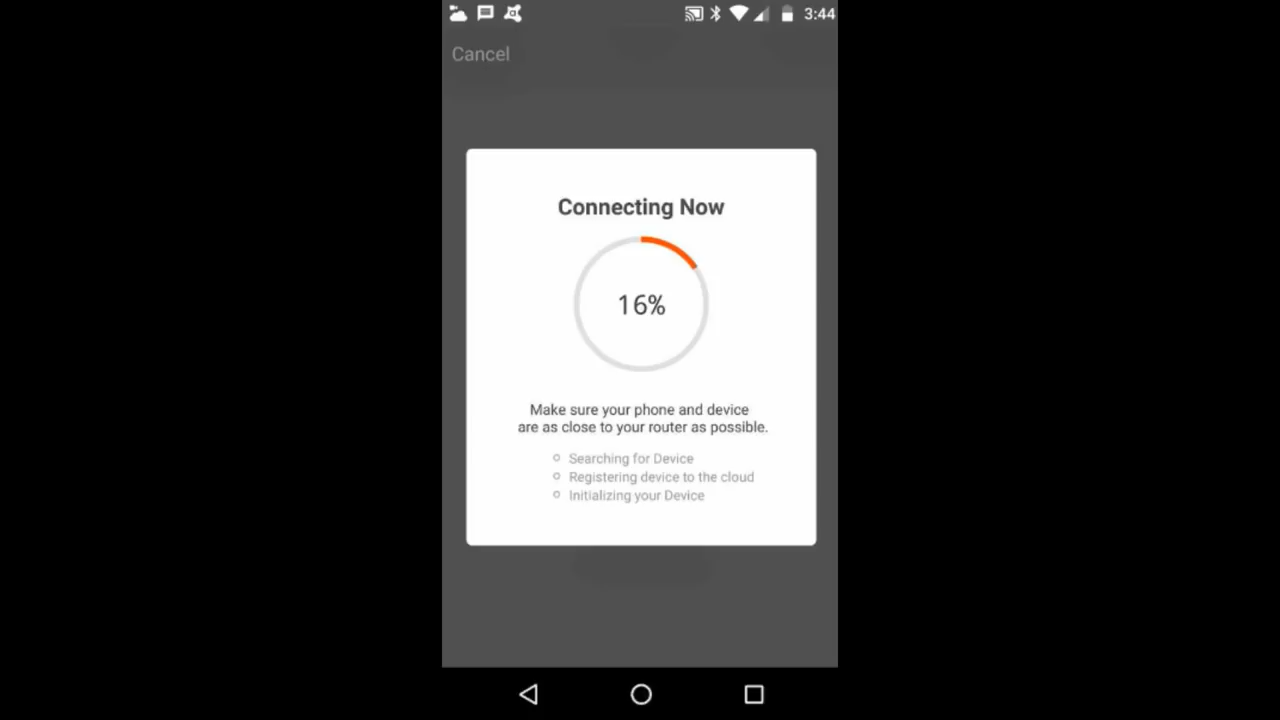 3:44
Cancel
Connecting Now
16%
Make sure your phone and device
are as close to your router as possible.
Searching for Device
Registering device to the cloud
Initializing your Device